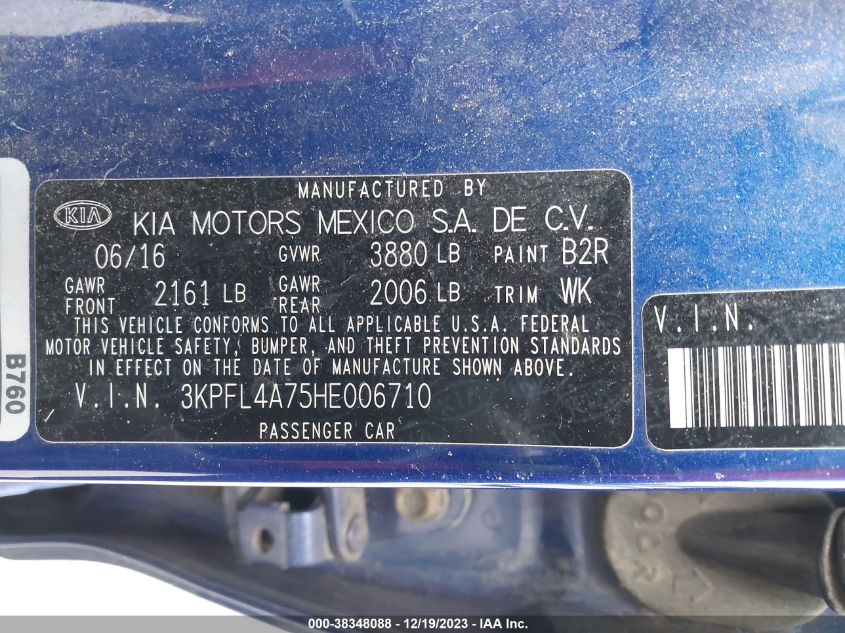 MANUFACTURED BY
KIA KIA MOTORS MEXICO S.A. DE C.V.
06/16 GVWR 3880 LB PAINT B2R
GAWR FRONT 2161 LB GAWR REAR 2006 LB TRIM WK
THIS VEHICLE CONFORMS TO ALL APPLICABLE U.S.A. FEDERAL
MOTOR VEHICLE SAFETY, BUMPER, AND THEFT PREVENTION STANDARDS
IN EFFECT ON THE DATE OF MANUFACTURE SHOWN ABOVE.
V.I.N. 3KPFL4A75HE006710
PASSENGER CAR
V.I.N.
B760
OCR
000-38348088 - 12/19/2023 - IAA Inc.